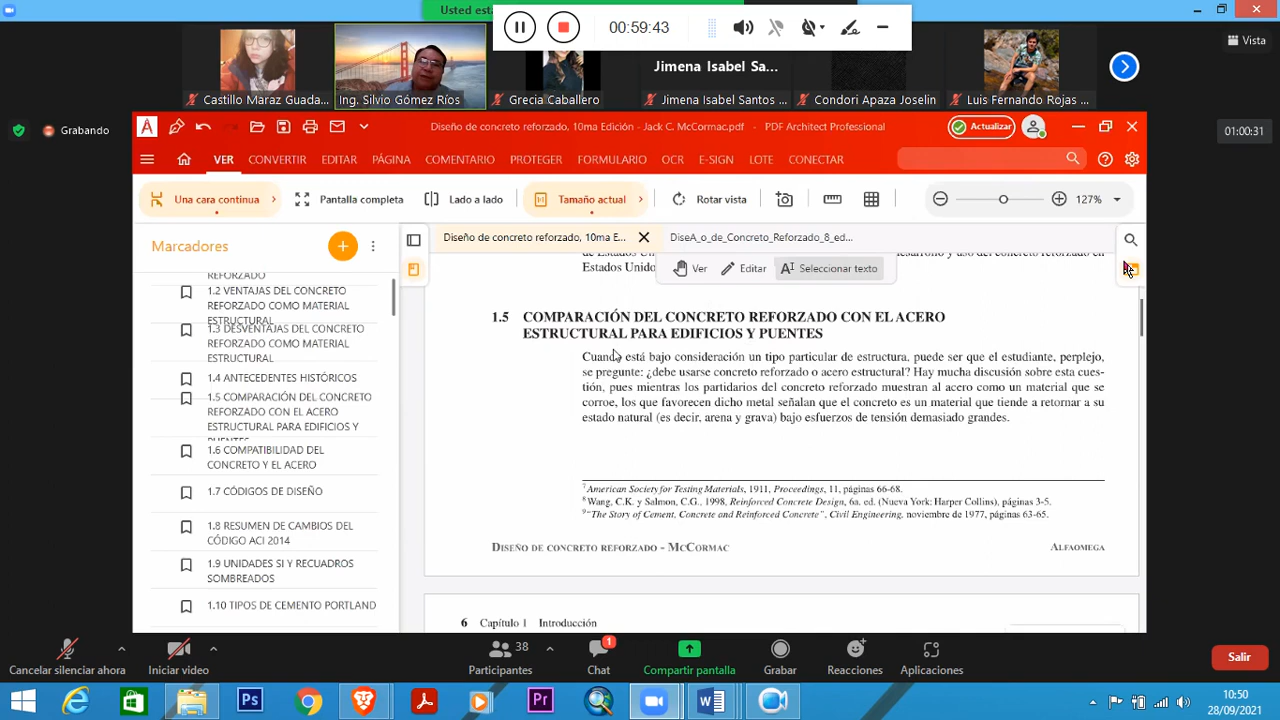 Usted est
00:59:43
Vista
Jimena Isabel Sa...
Castillo Maraz Guada...
Ing. Silvio Gómez Ríos
Grecia Caballero
Jimena Isabel Santos ...
Condori Apaza Joselin
Luis Fernando Rojas ...
Grabando
Diseño de concreto reforzado, 10ma Edición - Jack C. McCormac.pdf - PDF Architect Professional
Actualizar
01:00:31
VER CONVERTIR EDITAR PÁGINA COMENTARIO PROTEGER FORMULARIO OCR E-SIGN LOTE CONECTAR
Una cara continua Pantalla completa Lado a lado Tamaño actual Rotar vista 127%
Marcadores
Diseño de concreto reforzado, 10ma E...
DiseA_o_de_Concreto_Reforzado_8_ed...
Estados Unido
Ver Editar Seleccionar texto
REFORZADO
1.2 VENTAJAS DEL CONCRETO
REFORZADO COMO MATERIAL
ESTRUCTURAL
1.3 DESVENTAJAS DEL CONCRETO
REFORZADO COMO MATERIAL
ESTRUCTURAL
1.4 ANTECEDENTES HISTÓRICOS
1.5 COMPARACIÓN DEL CONCRETO
REFORZADO CON EL ACERO
ESTRUCTURAL PARA EDIFICIOS Y
PUENTES
1.6 COMPATIBILIDAD DEL
CONCRETO Y EL ACERO
1.7 CÓDIGOS DE DISEÑO
1.8 RESUMEN DE CAMBIOS DEL
CÓDIGO ACI 2014
1.9 UNIDADES SI Y RECUADROS
SOMBREADOS
1.10 TIPOS DE CEMENTO PORTLAND
1.5 COMPARACIÓN DEL CONCRETO REFORZADO CON EL ACERO
ESTRUCTURAL PARA EDIFICIOS Y PUENTES
Cuando está bajo consideración un tipo particular de estructura, puede ser que el estudiante, perplejo,
se pregunte: ¿debe usarse concreto reforzado o acero estructural? Hay mucha discusión sobre esta cues-
tión, pues mientras los partidarios del concreto reforzado muestran al acero como un material que se
corroe, los que favorecen dicho metal señalan que el concreto es un material que tiende a retornar a su
estado natural (es decir, arena y grava) bajo esfuerzos de tensión demasiado grandes.
7 American Society for Testing Materials, 1911, Proceedings, 11, páginas 66-68.
8 Wang, C.K. y Salmon, C.G., 1998, Reinforced Concrete Design, 6a. ed. (Nueva York: Harper Collins), páginas 3-5.
9 “The Story of Cement, Concrete and Reinforced Concrete”, Civil Engineering, noviembre de 1977, páginas 63-65.
DISEÑO DE CONCRETO REFORZADO - MCCORMAC
ALFAOMEGA
6 Capítulo 1 Introducción
38
1
Cancelar silenciar ahora
Iniciar video
Participantes
Chat
Compartir pantalla
Grabar
Reacciones
Aplicaciones
Salir
Ps
Pr
10:50
28/09/2021